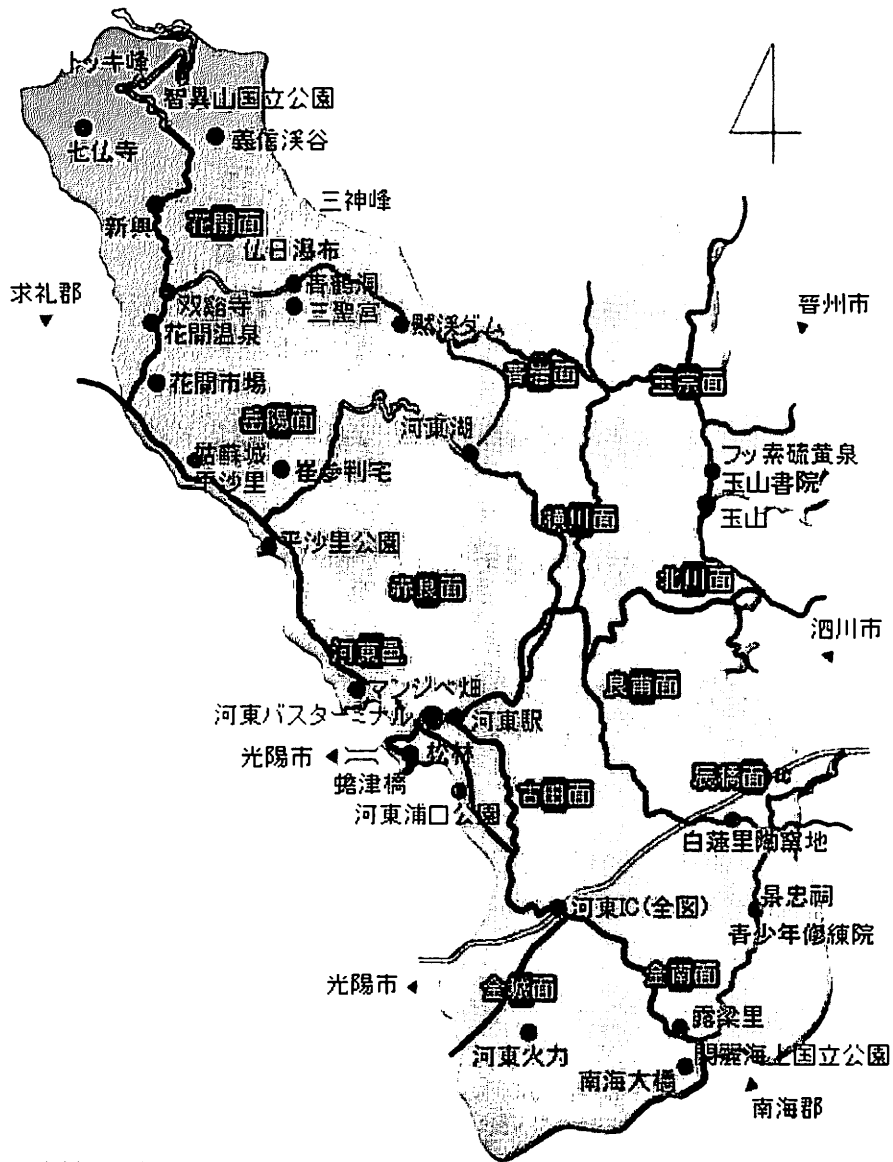 トッキ峰
智異山国立公園
七仏寺
義信渓谷
三神峰
新興
花開面
仏日瀑布
求礼郡
双谿寺
青鶴洞
三聖宮
晋州市
花開温泉
黙渓ダム
青岩面
玉宗面
花開市場
岳陽面
河東湖
姑蘇城
平沙里
崔参判宅
フッ素硫黄泉
玉山書院
玉山
横川面
平沙里公園
赤良面
北川面
泗川市
河東邑
マンジベ畑
良甫面
河東バスターミナル
河東駅
光陽市
松林
蟾津橋
辰橋面
IC
河東浦口公園
古田面
白蓮里陶窯地
河東IC(全図)
景忠祠
青少年修練院
光陽市
金城面
金南面
露梁里
河東火力
閑麗海上国立公園
南海大橋
南海郡